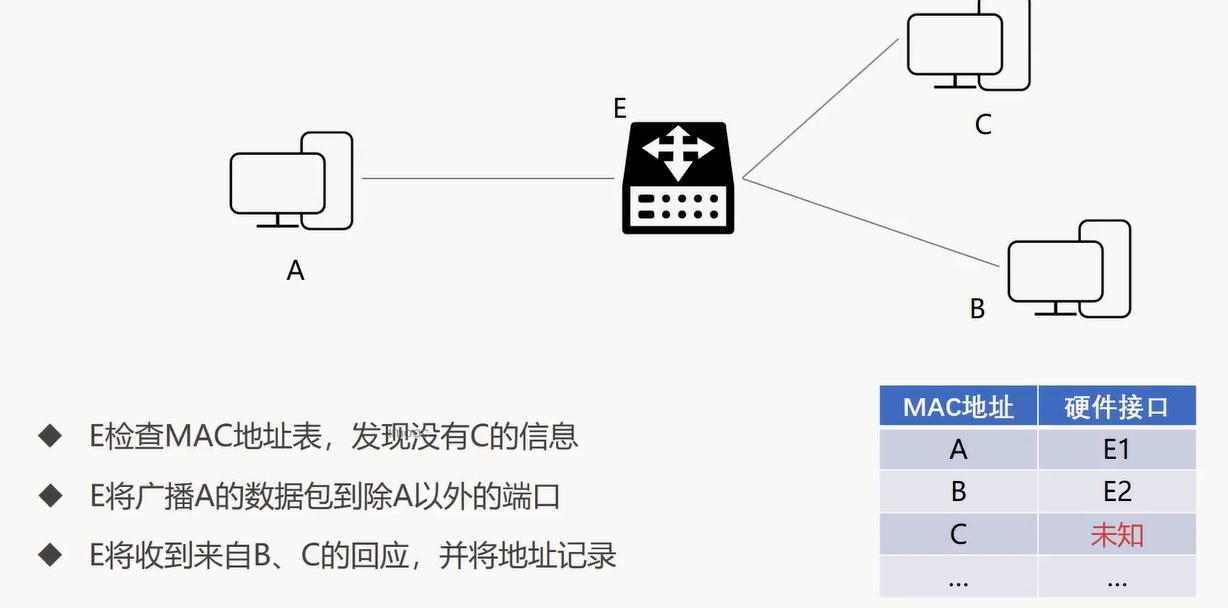 E
C
A
B
MAC地址 硬件接口
A E1
B E2
C 未知
... ...
E检查MAC地址表，发现没有C的信息
E将广播A的数据包到除A以外的端口
E将收到来自B、C的回应，并将地址记录